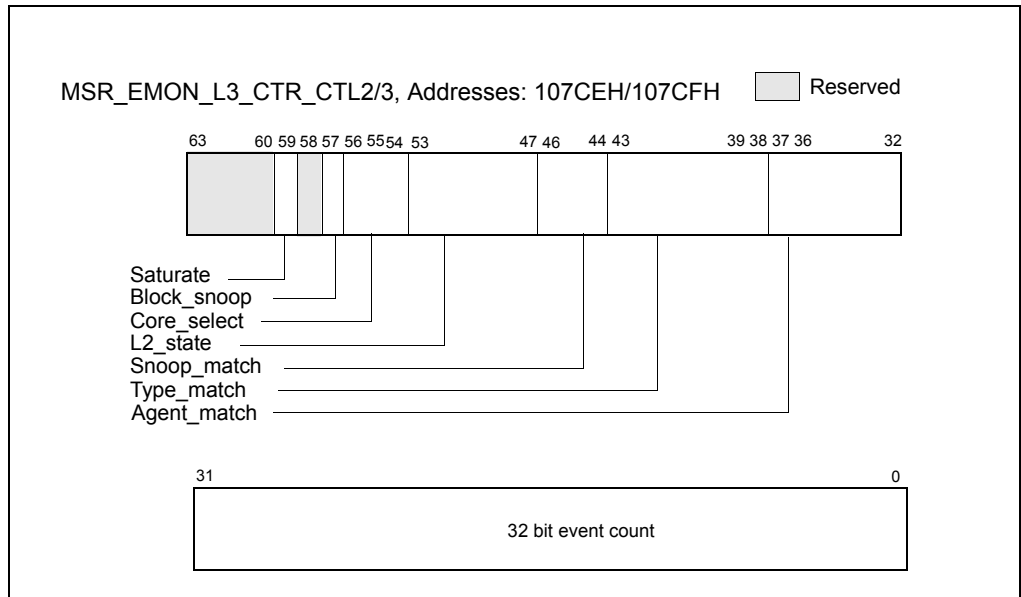 MSR_EMON_L3_CTR_CTL2/3, Addresses: 107CEH/107CFH Reserved
63 60 59 58 57 56 55 54 53 47 46 44 43 39 38 37 36 32
Saturate
Block_snoop
Core_select
L2_state
Snoop_match
Type_match
Agent_match
31 0
32 bit event count